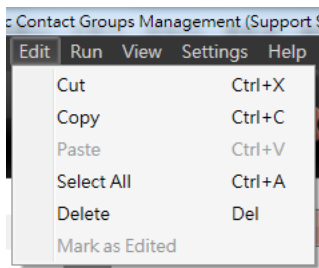 c Contact Groups Management (Support S
Edit Run View Settings Help
Cut Ctrl+X
Copy Ctrl+C
Paste Ctrl+V
Select All Ctrl+A
Delete Del
Mark as Edited